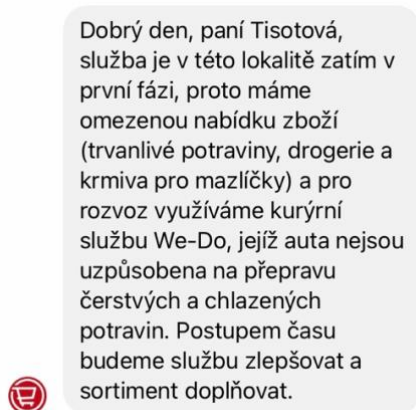 Dobrý den, paní Tisotová,
služba je v této lokalitě zatím v
první fázi, proto máme
omezenou nabídku zboží
(trvanlivé potraviny, drogerie a
krmiva pro mazlíčky) a pro
rozvoz využíváme kurýrní
službu We-Do, jejíž auta nejsou
uzpůsobena na přepravu
čerstvých a chlazených
potravin. Postupem času
budeme službu zlepšovat a
sortiment doplňovat.